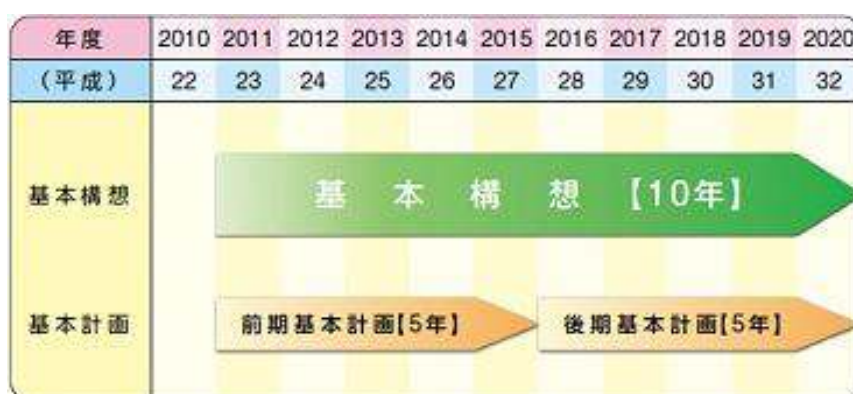 年度 2010 2011 2012 2013 2014 2015 2016 2017 2018 2019 2020
(平成) 22 23 24 25 26 27 28 29 30 31 32
基本構想 基本構想【10年】
基本計画 前期基本計画【5年】 後期基本計画【5年】